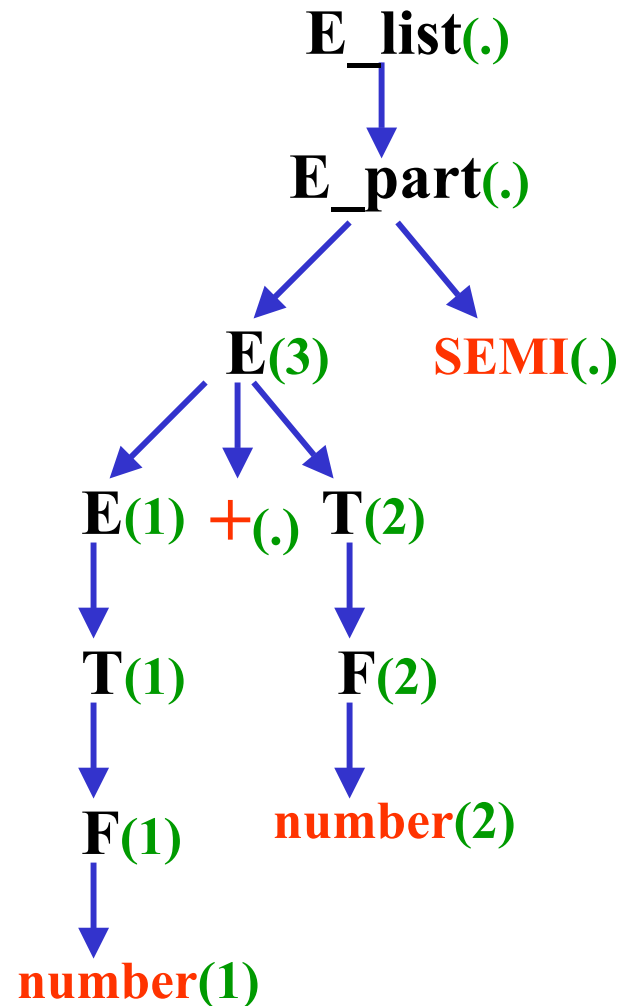 E_list(.)
E_part(.)
E(3) SEMI(.)
E(1) +(.) T(2)
T(1) F(2)
F(1) number(2)
number(1)